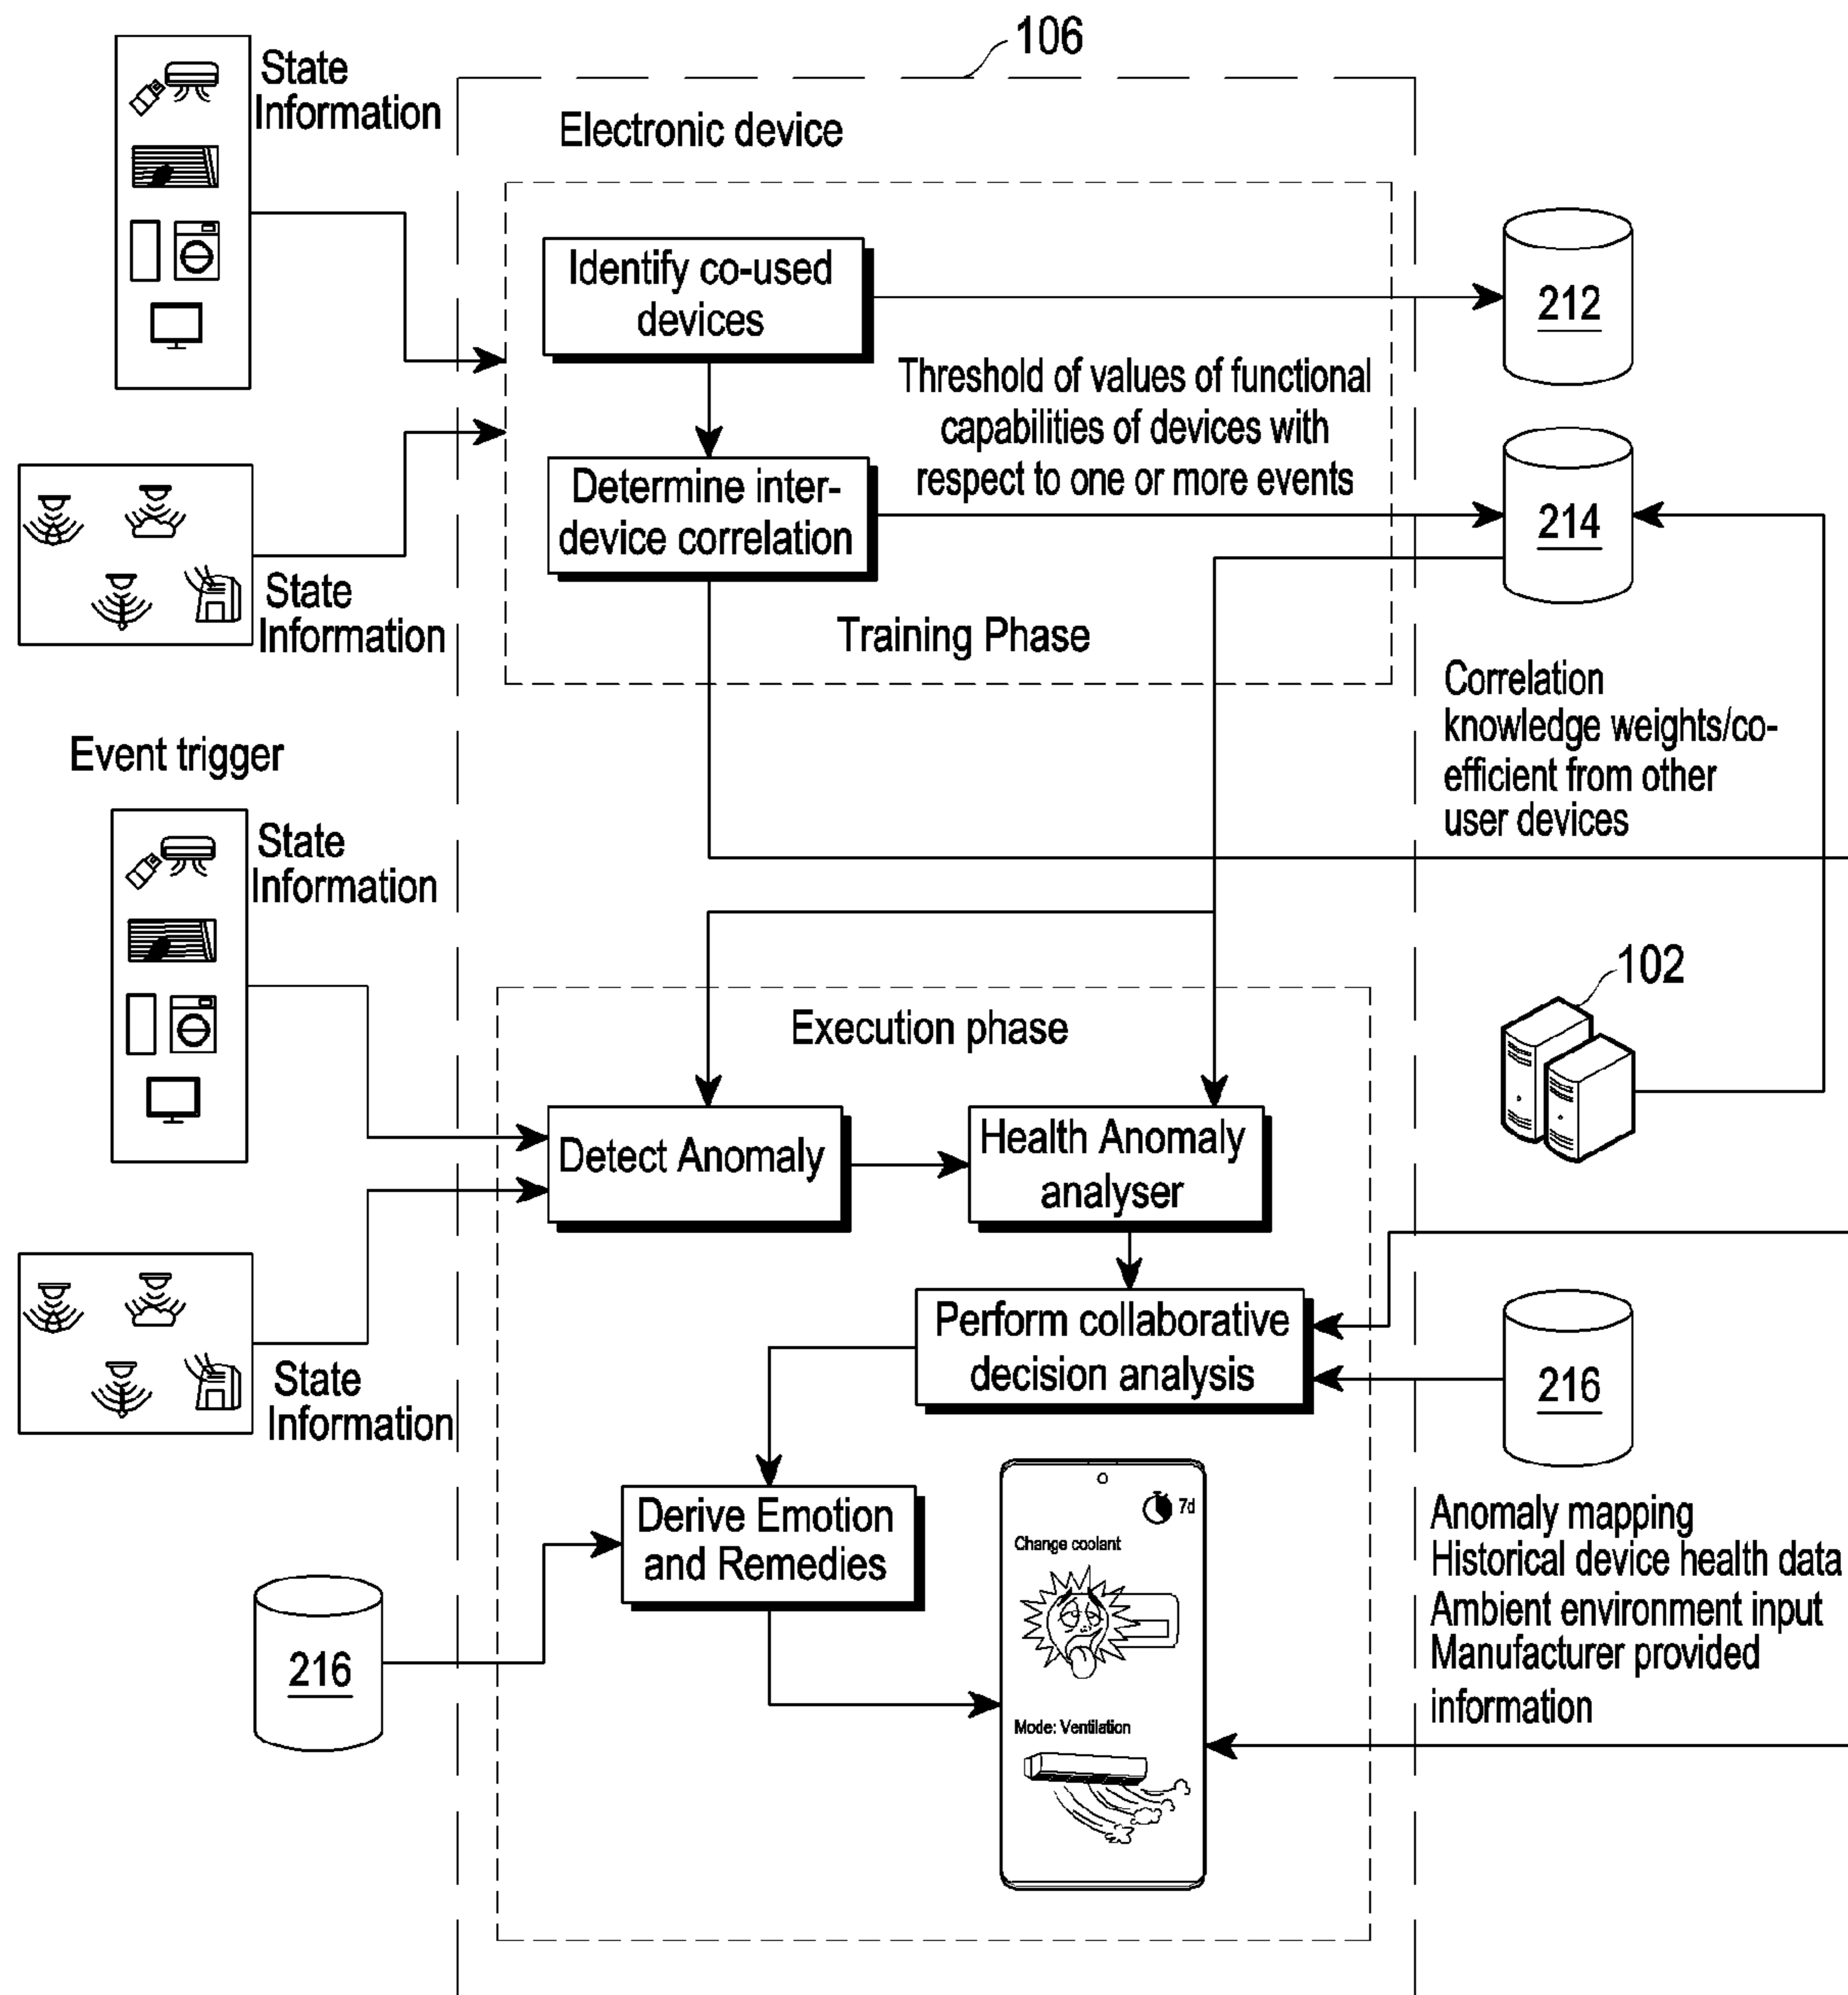 106
State
Information
Electronic device
Identify co-used
devices
212
Threshold of values of functional
capabilities of devices with
respect to one or more events
Determine inter-
device correlation
214
State
Information
Training Phase
Correlation
knowledge weights/co-
efficient from other
user devices
Event trigger
State
Information
102
Execution phase
Detect Anomaly
Health Anomaly
analyser
Perform collaborative
decision analysis
216
State
Information
Derive Emotion
and Remedies
7d
Change coolant
Mode: Ventilation
216
Anomaly mapping
Historical device health data
Ambient environment input
Manufacturer provided
information